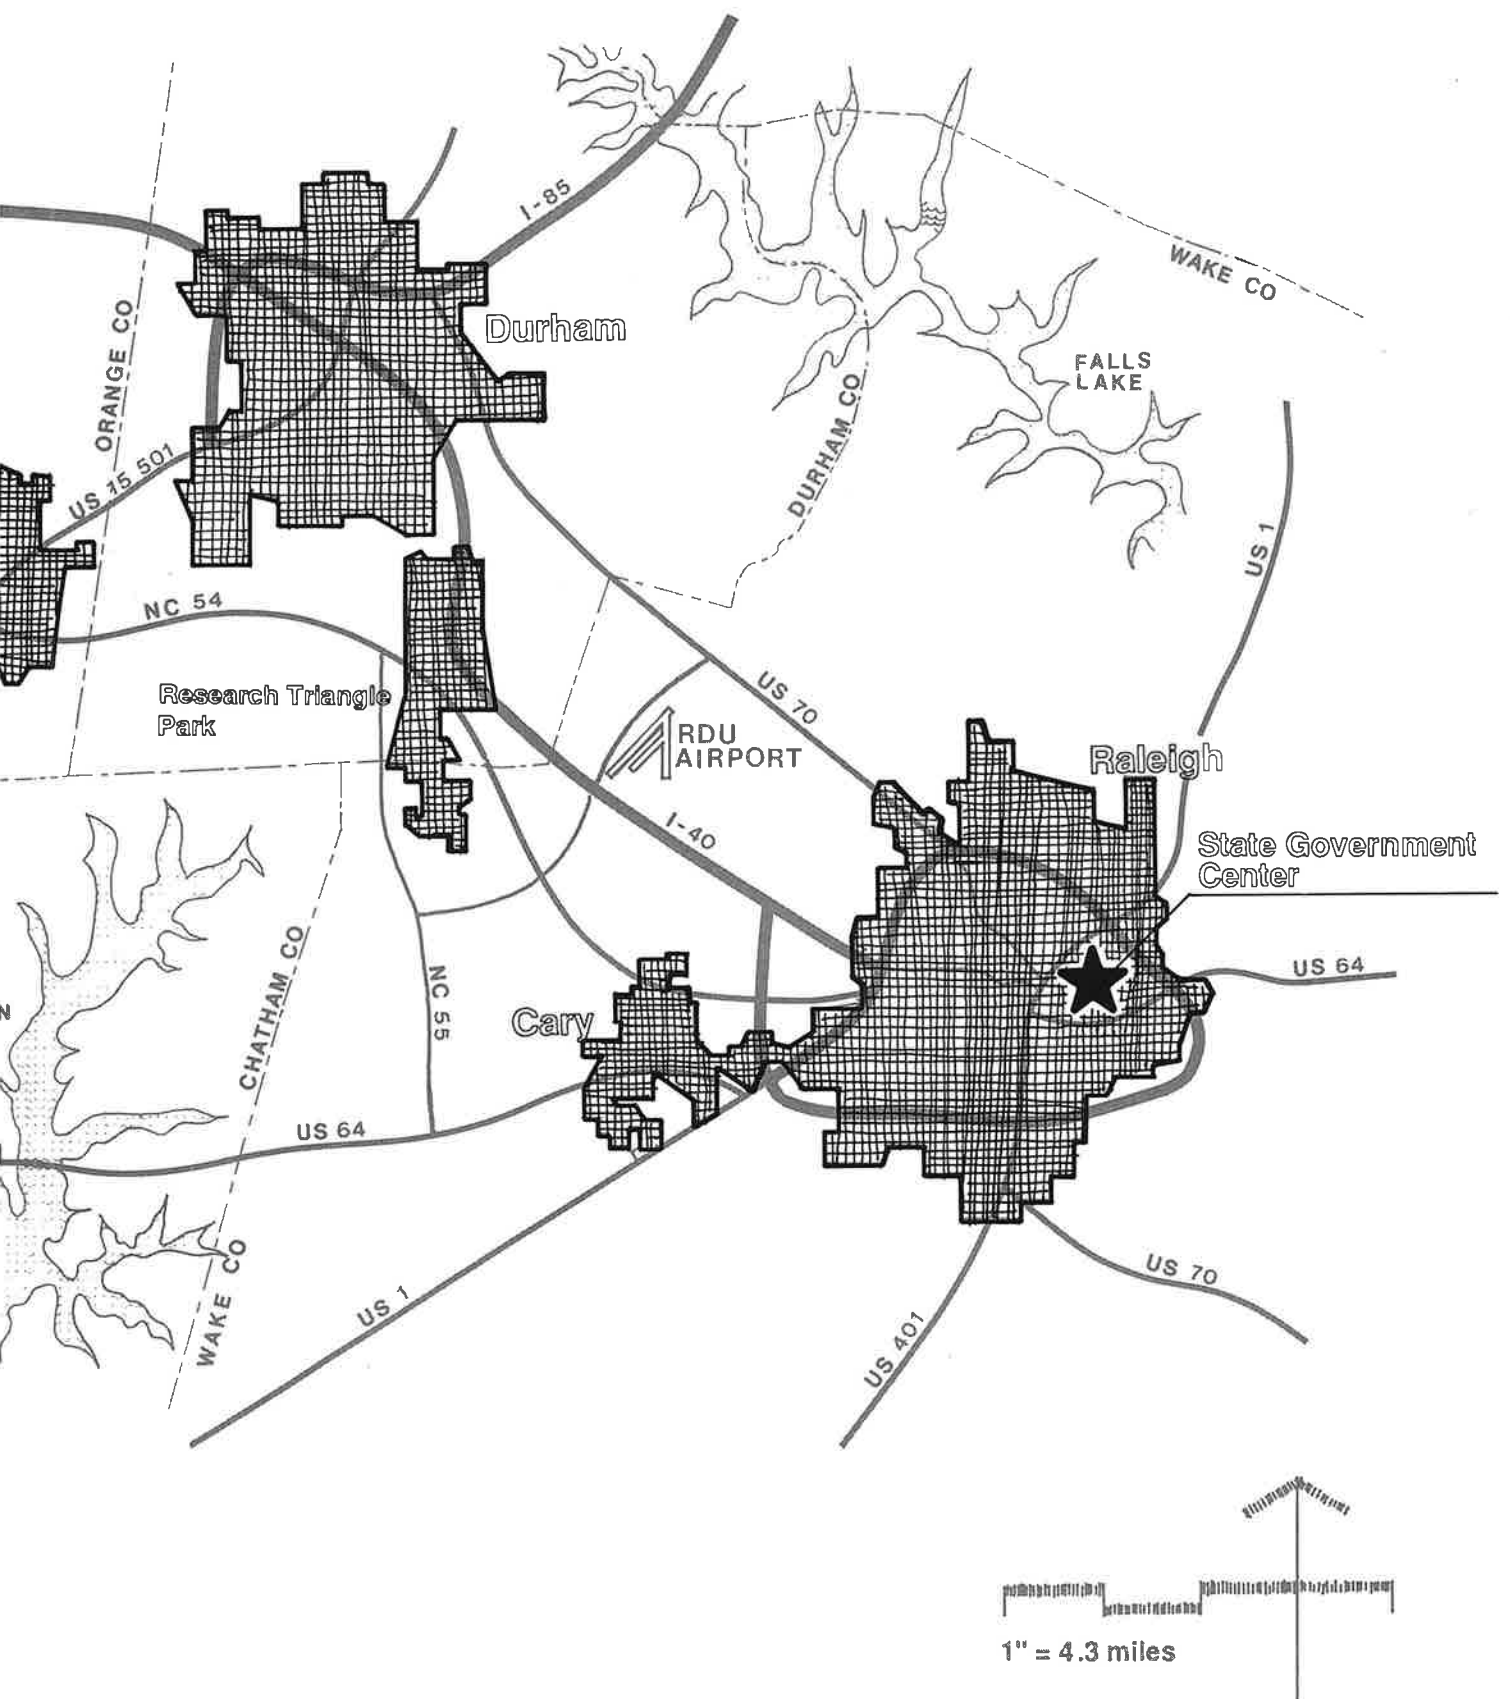 I-85
WAKE CO
ORANGE CO
Durham
FALLS
LAKE
DURHAM CO
US 15 501
US 1
NC 54
Research Triangle
Park
US 70
RDU
AIRPORT
Raleigh
I-40
State Government
Center
CHATHAM CO
NC 55
US 64
N
Cary
US 64
WAKE CO
US 1
US 70
US 401
1" = 4.3 miles